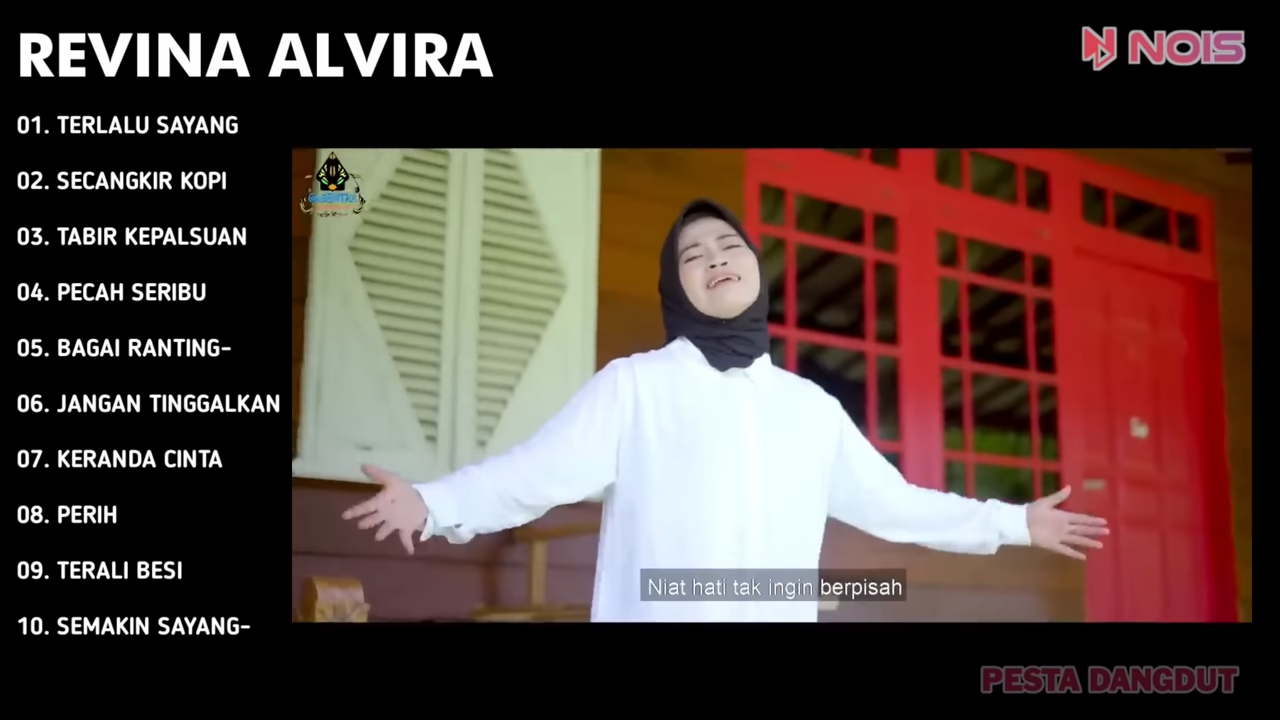 REVINA ALVIRA
NOIS
01. TERLALU SAYANG
02. SECANGKIR KOPI
03. TABIR KEPALSUAN
04. PECAH SERIBU
05. BAGAI RANTING-
06. JANGAN TINGGALKAN
07. KERANDA CINTA
08. PERIH
09. TERALI BESI
10. SEMAKIN SAYANG-
Niat hati tak ingin berpisah
PESTA DANGDUT